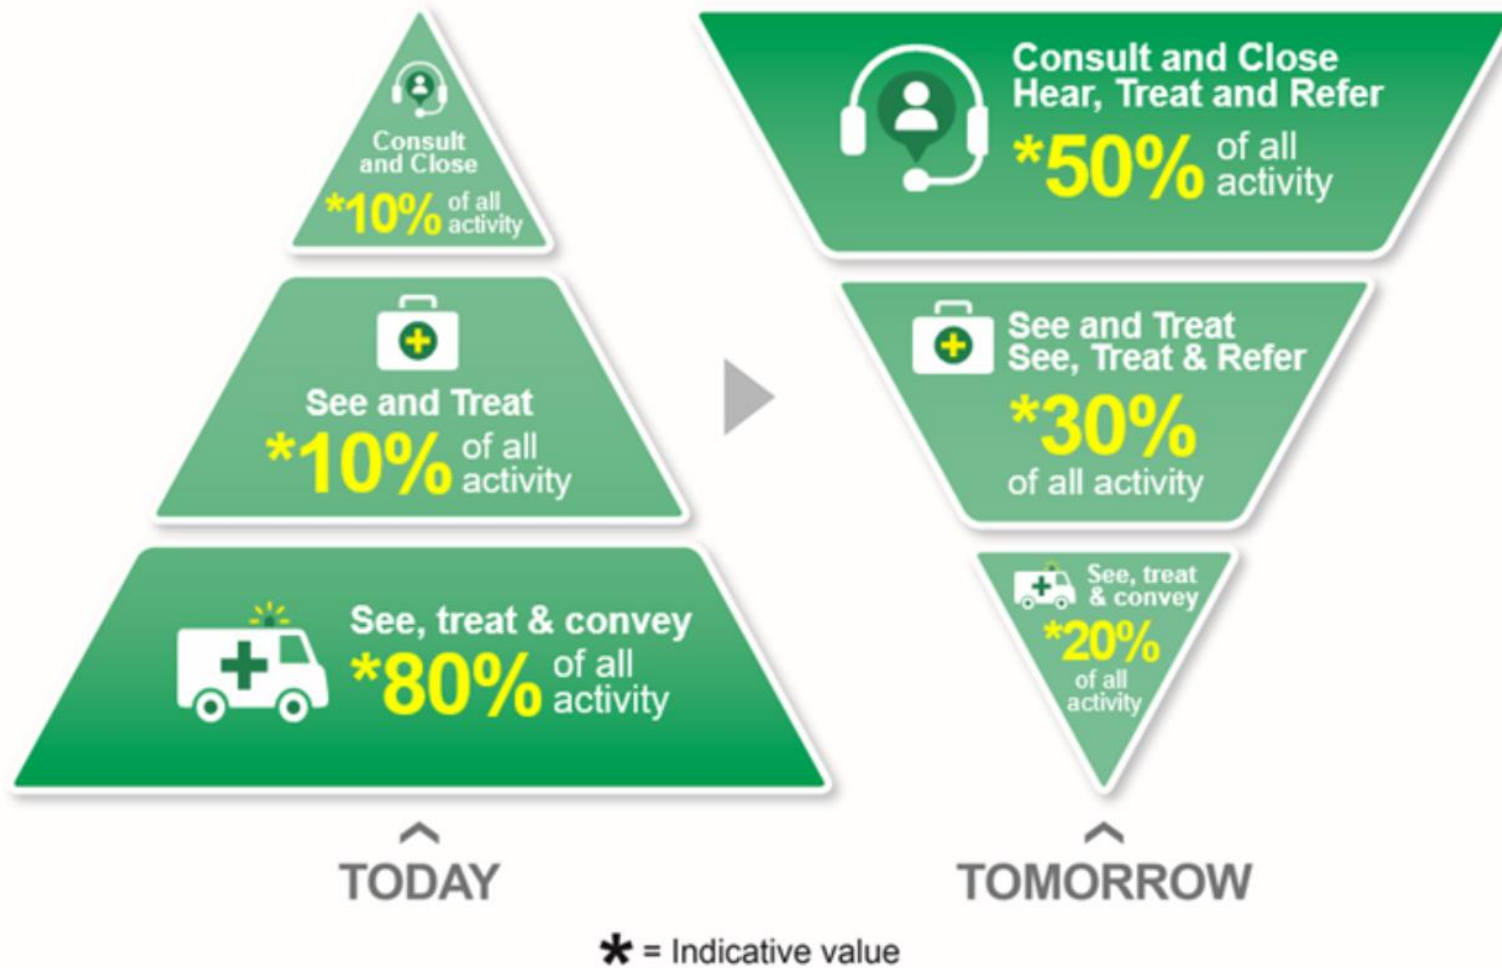 Consult
and Close
*10% of all
activity
See and Treat
*10% of all
activity
See, treat & convey
*80% of all
activity
TODAY
Consult and Close
Hear, Treat and Refer
*50% of all
activity
See and Treat
See, Treat & Refer
*30%
of all activity
See, treat
& convey
*20%
of all
activity
TOMORROW
* = Indicative value